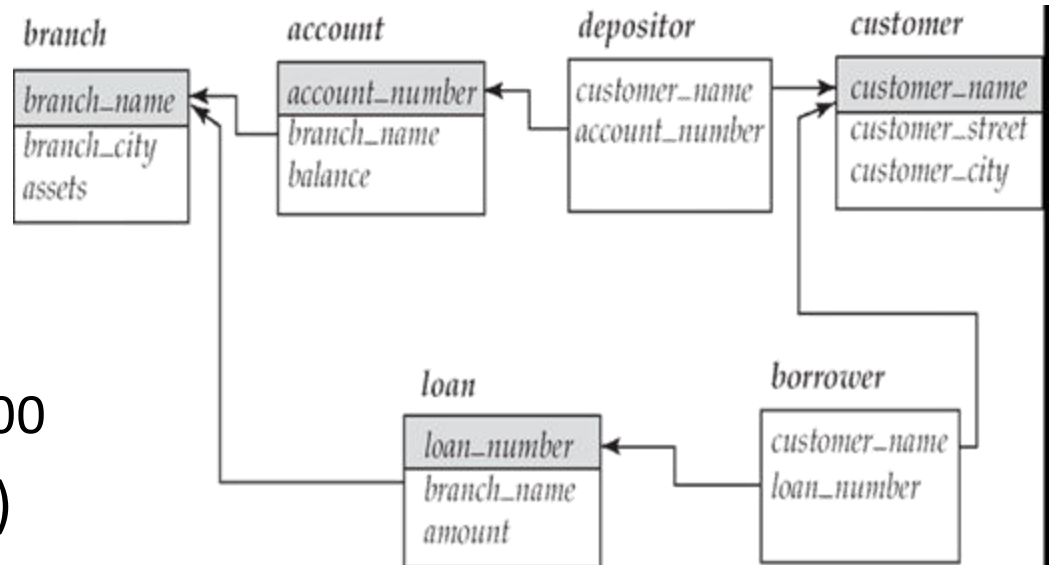 branch
branch_name
branch_city
assets
account
account_number
branch_name
balance
depositor
customer_name
account_number
customer
customer_name
customer_street
customer_city
00
)
loan
loan_number
branch_name
amount
borrower
customer_name
loan_number